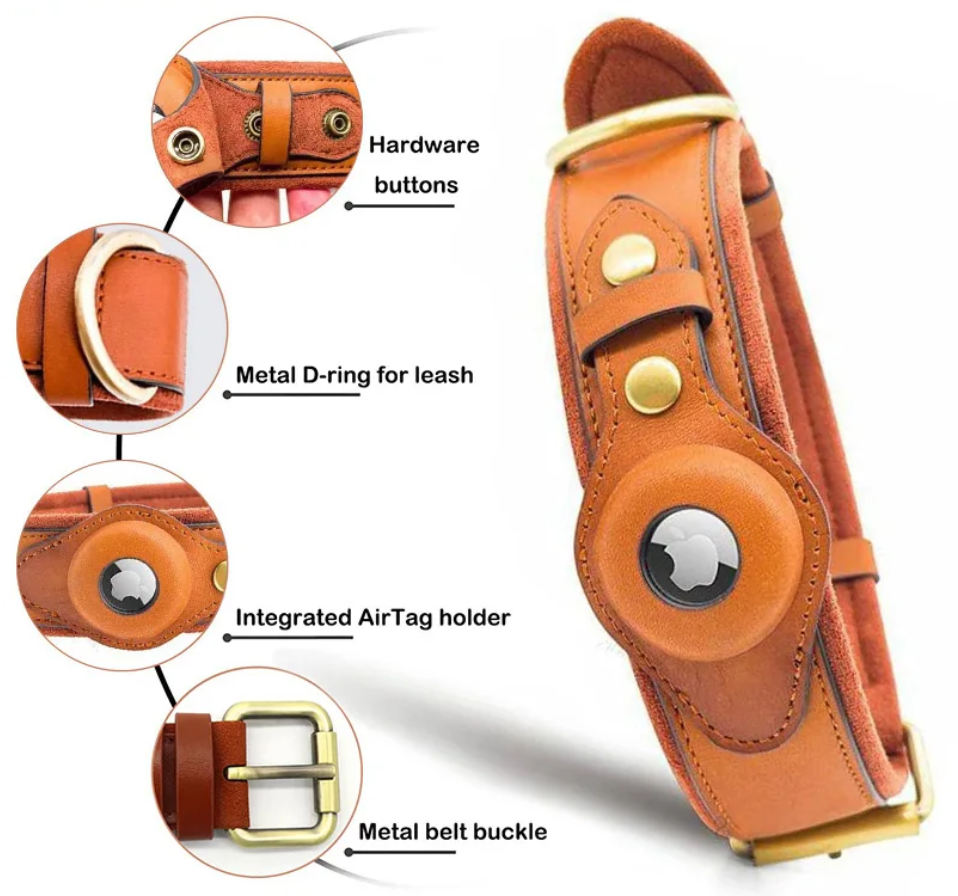 Hardware
buttons
Metal D-ring for leash
Integrated AirTag holder
Metal belt buckle